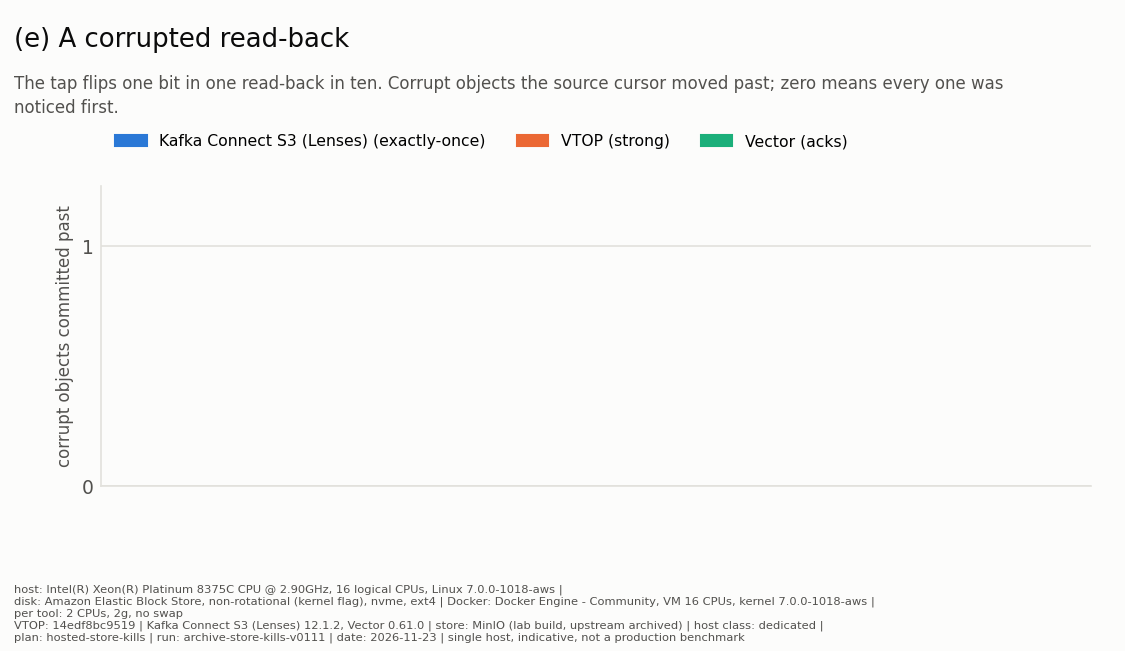 (e) A corrupted read-back
The tap flips one bit in one read-back in ten. Corrupt objects the source cursor moved past; zero means every one was
noticed first.
Kafka Connect S3 (Lenses) (exactly-once)
VTOP (strong)
Vector (acks)
corrupt objects committed past
1
0
host: Intel(R) Xeon(R) Platinum 8375C CPU @ 2.90GHz, 16 logical CPUs, Linux 7.0.0-1018-aws |
disk: Amazon Elastic Block Store, non-rotational (kernel flag), nvme, ext4 | Docker: Docker Engine - Community, VM 16 CPUs, kernel 7.0.0-1018-aws |
per tool: 2 CPUs, 2g, no swap
VTOP: 14edf8bc9519 | Kafka Connect S3 (Lenses) 12.1.2, Vector 0.61.0 | store: MinIO (lab build, upstream archived) | host class: dedicated |
plan: hosted-store-kills | run: archive-store-kills-v0111 | date: 2026-11-23 | single host, indicative, not a production benchmark